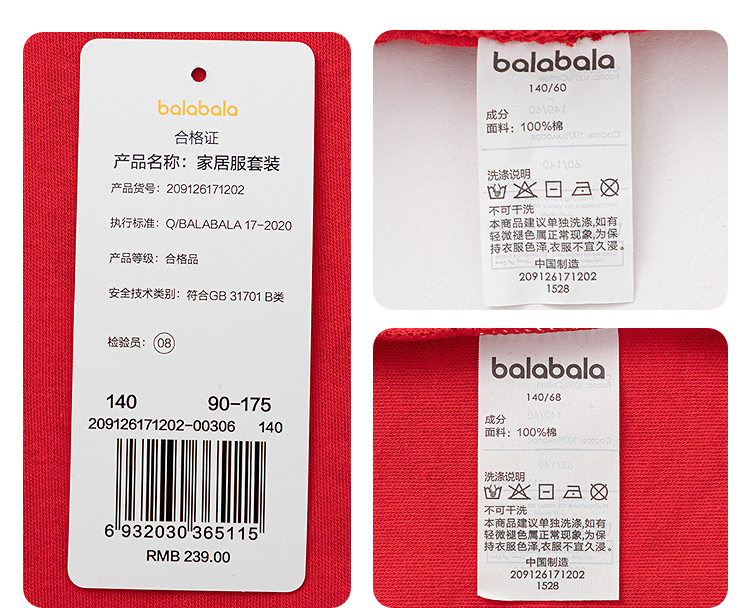 balabala
合格证
产品名称：家居服套装
产品货号：209126171202
执行标准：Q/BALABALA 17-2020
产品等级：合格品
安全技术类别：符合GB 31701 B类
检验员：08
140 90-175
209126171202-00306 140
6 932030 365115
RMB 239.00
balabala
140/60
成分
面料：100%棉
洗涤说明
不可干洗
本商品建议单独洗涤,如有
轻微褪色属正常现象,为保
持衣服色泽,衣服不宜久浸。
中国制造
209126171202
1528
balabala
140/68
成分
面料：100%棉
洗涤说明
不可干洗
本商品建议单独洗涤,如有
轻微褪色属正常现象,为保
持衣服色泽,衣服不宜久浸。
中国制造
209126171202
1528